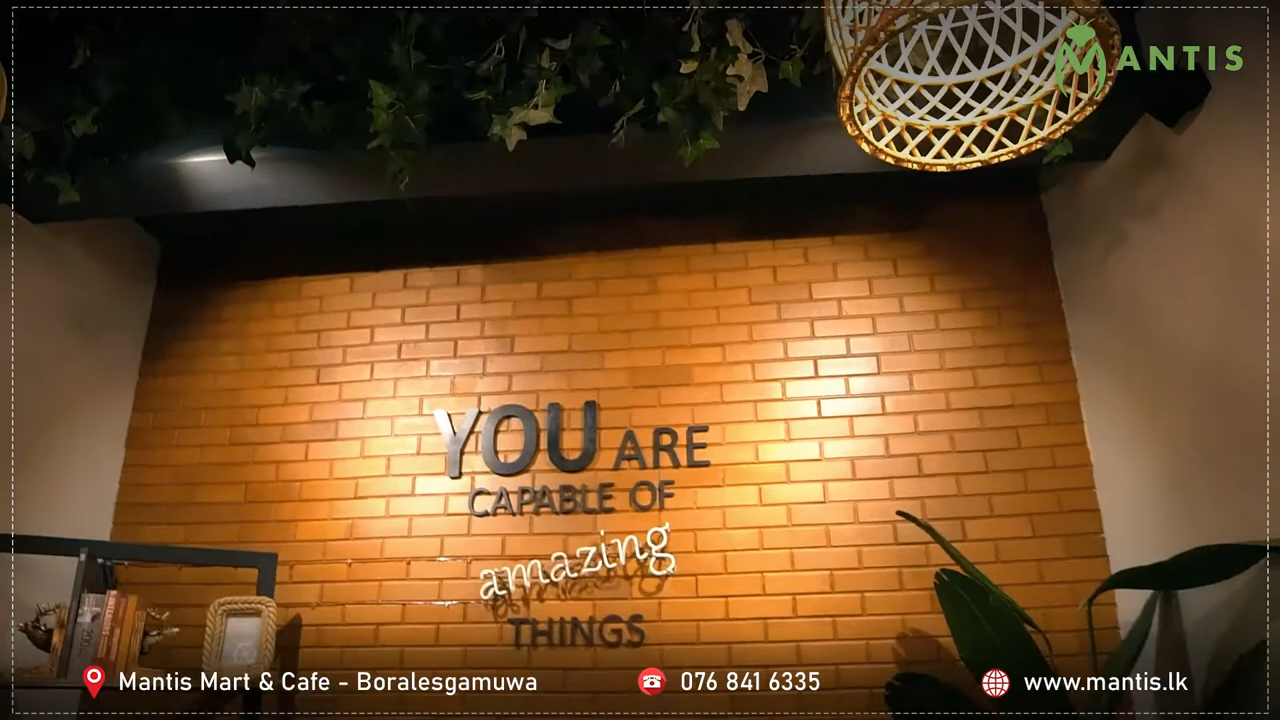 MANTIS
YOU ARE
CAPABLE OF
amazing
THINGS
Mantis Mart & Cafe - Boralesgamuwa
076 841 6335
www.mantis.lk